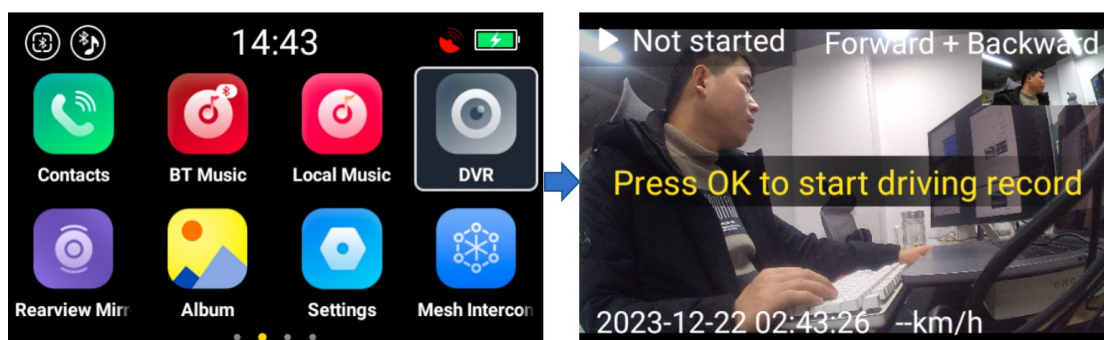 14:43
Contacts
BT Music
Local Music
DVR
Rearview Mirr
Album
Settings
Mesh Intercon
Not started
Forward + Backward
Press OK to start driving record
2023-12-22 02:43:26 --km/h